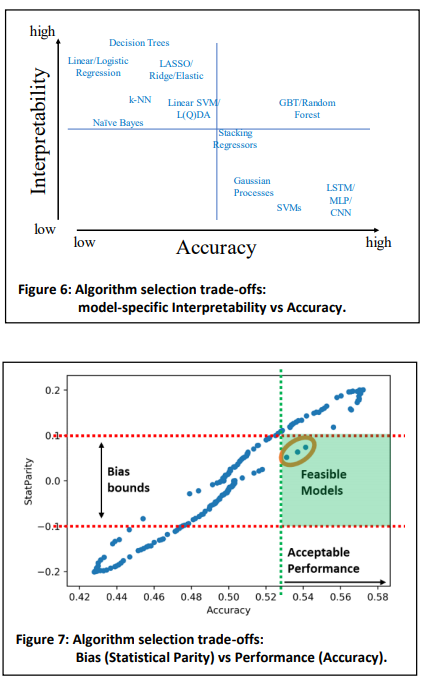 high
Decision Trees
Linear/Logistic
Regression
LASSO/
Ridge/Elastic
k-NN
Linear SVM/
L(Q)DA
GBT/Random
Forest
Naïve Bayes
Stacking
Regressors
Gaussian
Processes
SVMs
LSTM/
MLP/
CNN
Interpretability
low
low
Accuracy
high
Figure 6: Algorithm selection trade-offs:
model-specific Interpretability vs Accuracy.
0.2
0.1
0.0
−0.1
−0.2
StatParity
Bias
bounds
Feasible
Models
Acceptable
Performance
0.42 0.44 0.46 0.48 0.50 0.52 0.54 0.56 0.58
Accuracy
Figure 7: Algorithm selection trade-offs:
Bias (Statistical Parity) vs Performance (Accuracy).